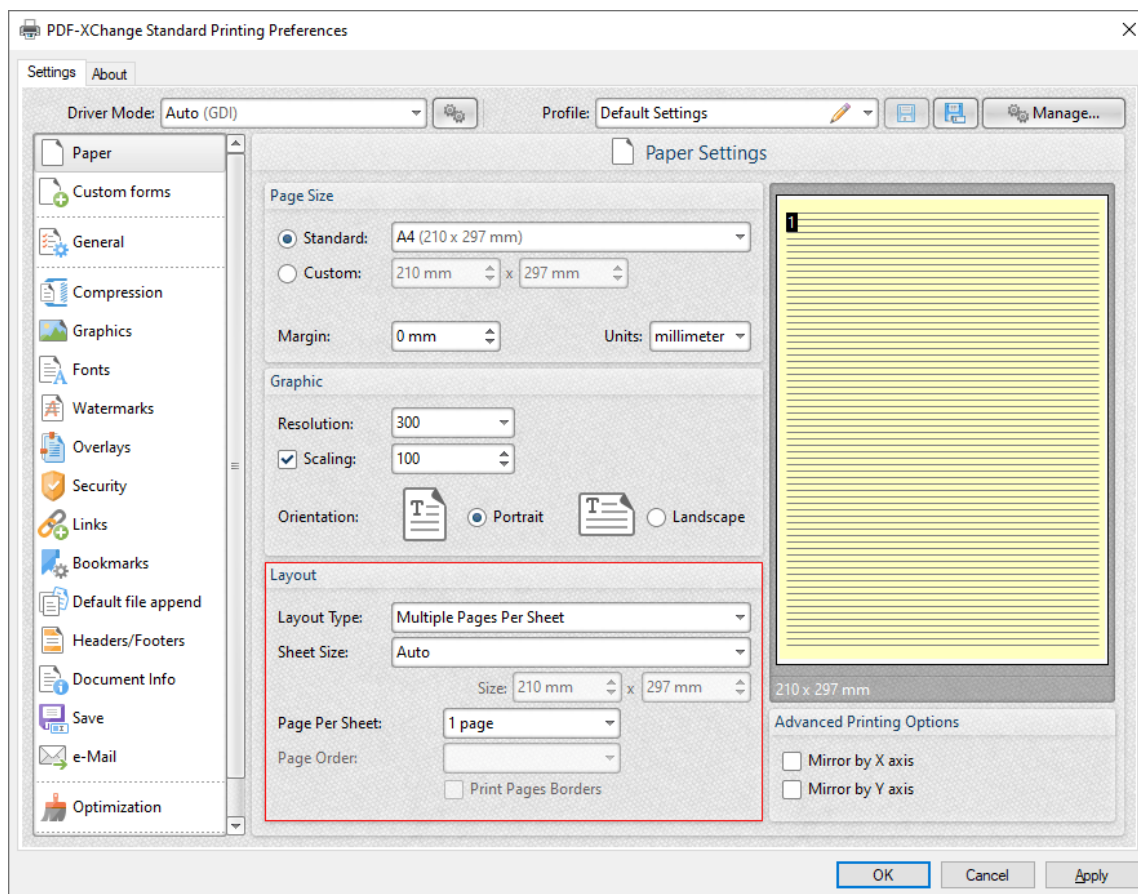 PDF-XChange Standard Printing Preferences
Settings About
Driver Mode: Auto (GDI) Profile: Default Settings Manage...
Paper
Custom forms
General
Compression
Graphics
Fonts
Watermarks
Overlays
Security
Links
Bookmarks
Default file append
Headers/Footers
Document Info
Save
e-Mail
Optimization
Paper Settings
Page Size
Standard: A4 (210 x 297 mm)
Custom: 210 mm x 297 mm
Margin: 0 mm Units: millimeter
Graphic
Resolution: 300
Scaling: 100
Orientation: T Portrait T Landscape
Layout
Layout Type: Multiple Pages Per Sheet
Sheet Size: Auto
Size: 210 mm x 297 mm
Page Per Sheet: 1 page
Page Order:
Print Pages Borders
1
210 x 297 mm
Advanced Printing Options
Mirror by X axis
Mirror by Y axis
OK Cancel Apply